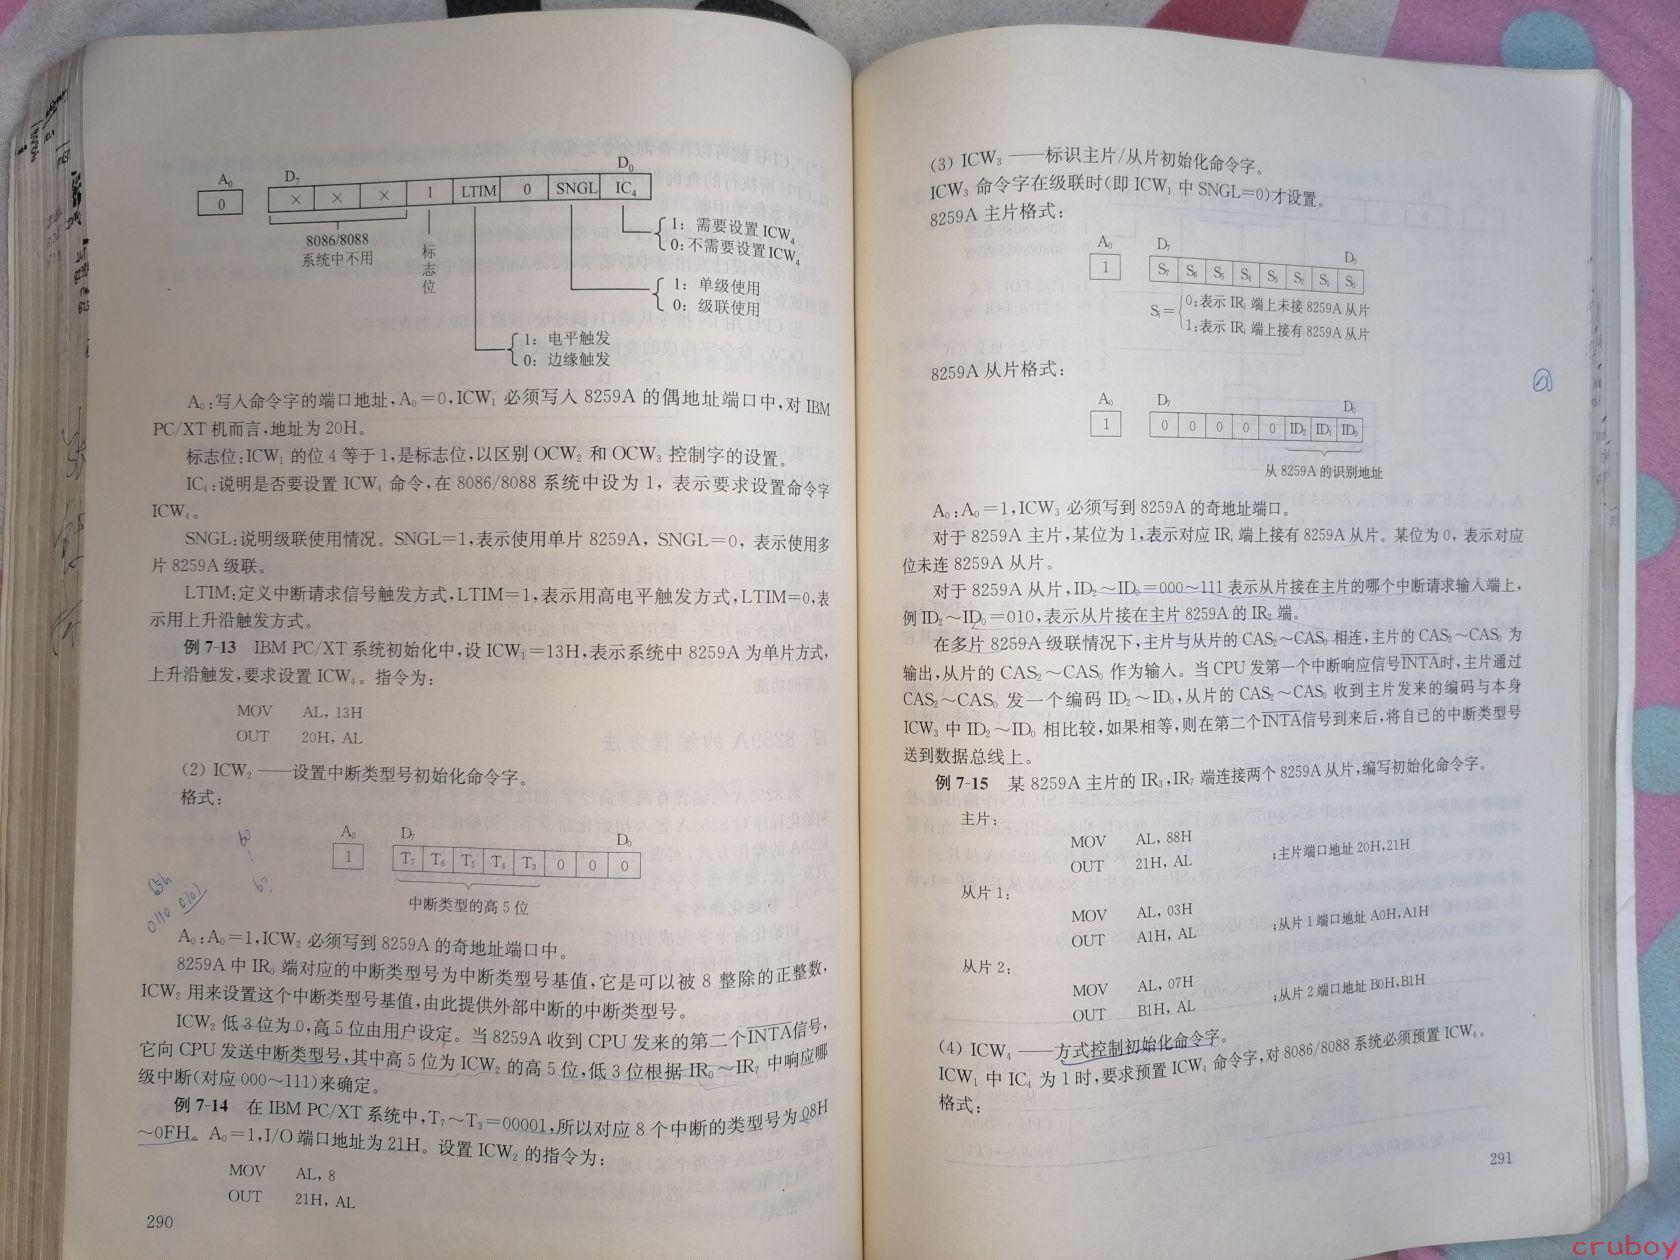 A₀ D₇ D₀
0 × × × 1 LTIM 0 SNGL IC₄
8086/8088
系统中不用
标志位
1：需要设置ICW₄
0：不需要设置ICW₄
1：单级使用
0：级联使用
1：电平触发
0：边缘触发
A₀：写入命令字的端口地址，A₀＝0，ICW₁ 必须写入 8259A 的偶地址端口中，对 IBM
PC/XT 机而言，地址为 20H。
标志位：ICW₁ 的位 4 等于 1，是标志位，以区别 OCW₂ 和 OCW₃ 控制字的设置。
IC₄：说明是否要设置 ICW₄ 命令，在 8086/8088 系统中设为 1，表示要求设置命令字
ICW₄。
SNGL：说明级联使用情况。SNGL＝1，表示使用单片 8259A，SNGL＝0，表示使用多
片 8259A 级联。
LTIM：定义中断请求信号触发方式，LTIM＝1，表示用高电平触发方式，LTIM＝0，表
示用上升沿触发方式。
例 7-13 IBM PC/XT 系统初始化中，设 ICW₁＝13H，表示系统中 8259A 为单片方式，
上升沿触发，要求设置 ICW₄。指令为：
MOV AL，13H
OUT 20H，AL
(2) ICW₂ ——设置中断类型号初始化命令字。
格式：
A₀ D₇ D₀
1 T₇ T₆ T₅ T₄ T₃ 0 0 0
中断类型的高 5 位
0110
A₀：A₀＝1，ICW₂ 必须写到 8259A 的奇地址端口中。
8259A 中 IR₀ 端对应的中断类型号为中断类型号基值，它是可以被 8 整除的正整数，
ICW₂ 用来设置这个中断类型号基值，由此提供外部中断的中断类型号。
ICW₂ 低 3 位为 0，高 5 位由用户设定。当 8259A 收到 CPU 发来的第二个INTA信号，
它向 CPU 发送中断类型号，其中高 5 位为 ICW₂ 的高 5 位，低 3 位根据 IR₀～IR₇ 中响应哪
级中断(对应 000～111)来确定。
例 7-14 在 IBM PC/XT 系统中，T₇～T₃＝00001，所以对应 8 个中断的类型号为 08H
～0FH。A₀＝1，I/O 端口地址为 21H。设置 ICW₂ 的指令为：
MOV AL，8
OUT 21H，AL
290
(3) ICW₃ ——标识主片/从片初始化命令字。
ICW₃ 命令字在级联时(即 ICW₁ 中 SNGL＝0)才设置。
8259A 主片格式：
A₀ D₇ D₀
1 S₇ S₆ S₅ S₄ S₃ S₂ S₁ S₀
Sᵢ＝ 0：表示 IRᵢ 端上未接 8259A 从片
1：表示 IRᵢ 端上接有 8259A 从片
8259A 从片格式：
A₀ D₇ D₀
1 0 0 0 0 0 ID₂ ID₁ ID₀
从 8259A 的识别地址
A₀：A₀＝1，ICW₃ 必须写到 8259A 的奇地址端口。
对于 8259A 主片，某位为 1，表示对应 IRᵢ 端上接有 8259A 从片。某位为 0，表示对应
位未连 8259A 从片。
对于 8259A 从片，ID₂～ID₀＝000～111 表示从片接在主片的哪个中断请求输入端上，
例 ID₂～ID₀＝010，表示从片接在主片 8259A 的 IR₂ 端。
在多片 8259A 级联情况下，主片与从片的 CAS₂～CAS₀ 相连，主片的 CAS₂～CAS₀ 为
输出，从片的 CAS₂～CAS₀ 作为输入。当 CPU 发第一个中断响应信号INTA时，主片通过
CAS₂～CAS₀ 发一个编码 ID₂～ID₀，从片的 CAS₂～CAS₀ 收到主片发来的编码与本身
ICW₃ 中 ID₂～ID₀ 相比较，如果相等，则在第二个INTA信号到来后，将自已的中断类型号
送到数据总线上。
例 7-15 某 8259A 主片的 IR₃，IR₇ 端连接两个 8259A 从片，编写初始化命令字。
主片：
MOV AL，88H
OUT 21H，AL ；主片端口地址 20H，21H
从片 1：
MOV AL，03H
OUT A1H，AL ；从片 1 端口地址 A0H，A1H
从片 2：
MOV AL，07H
OUT B1H，AL ；从片 2 端口地址 B0H，B1H
(4) ICW₄ ——方式控制初始化命令字。
ICW₁ 中 IC₄ 为 1 时，要求预置 ICW₄ 命令字，对 8086/8088 系统必须预置 ICW₄。
格式：
291
cruboy